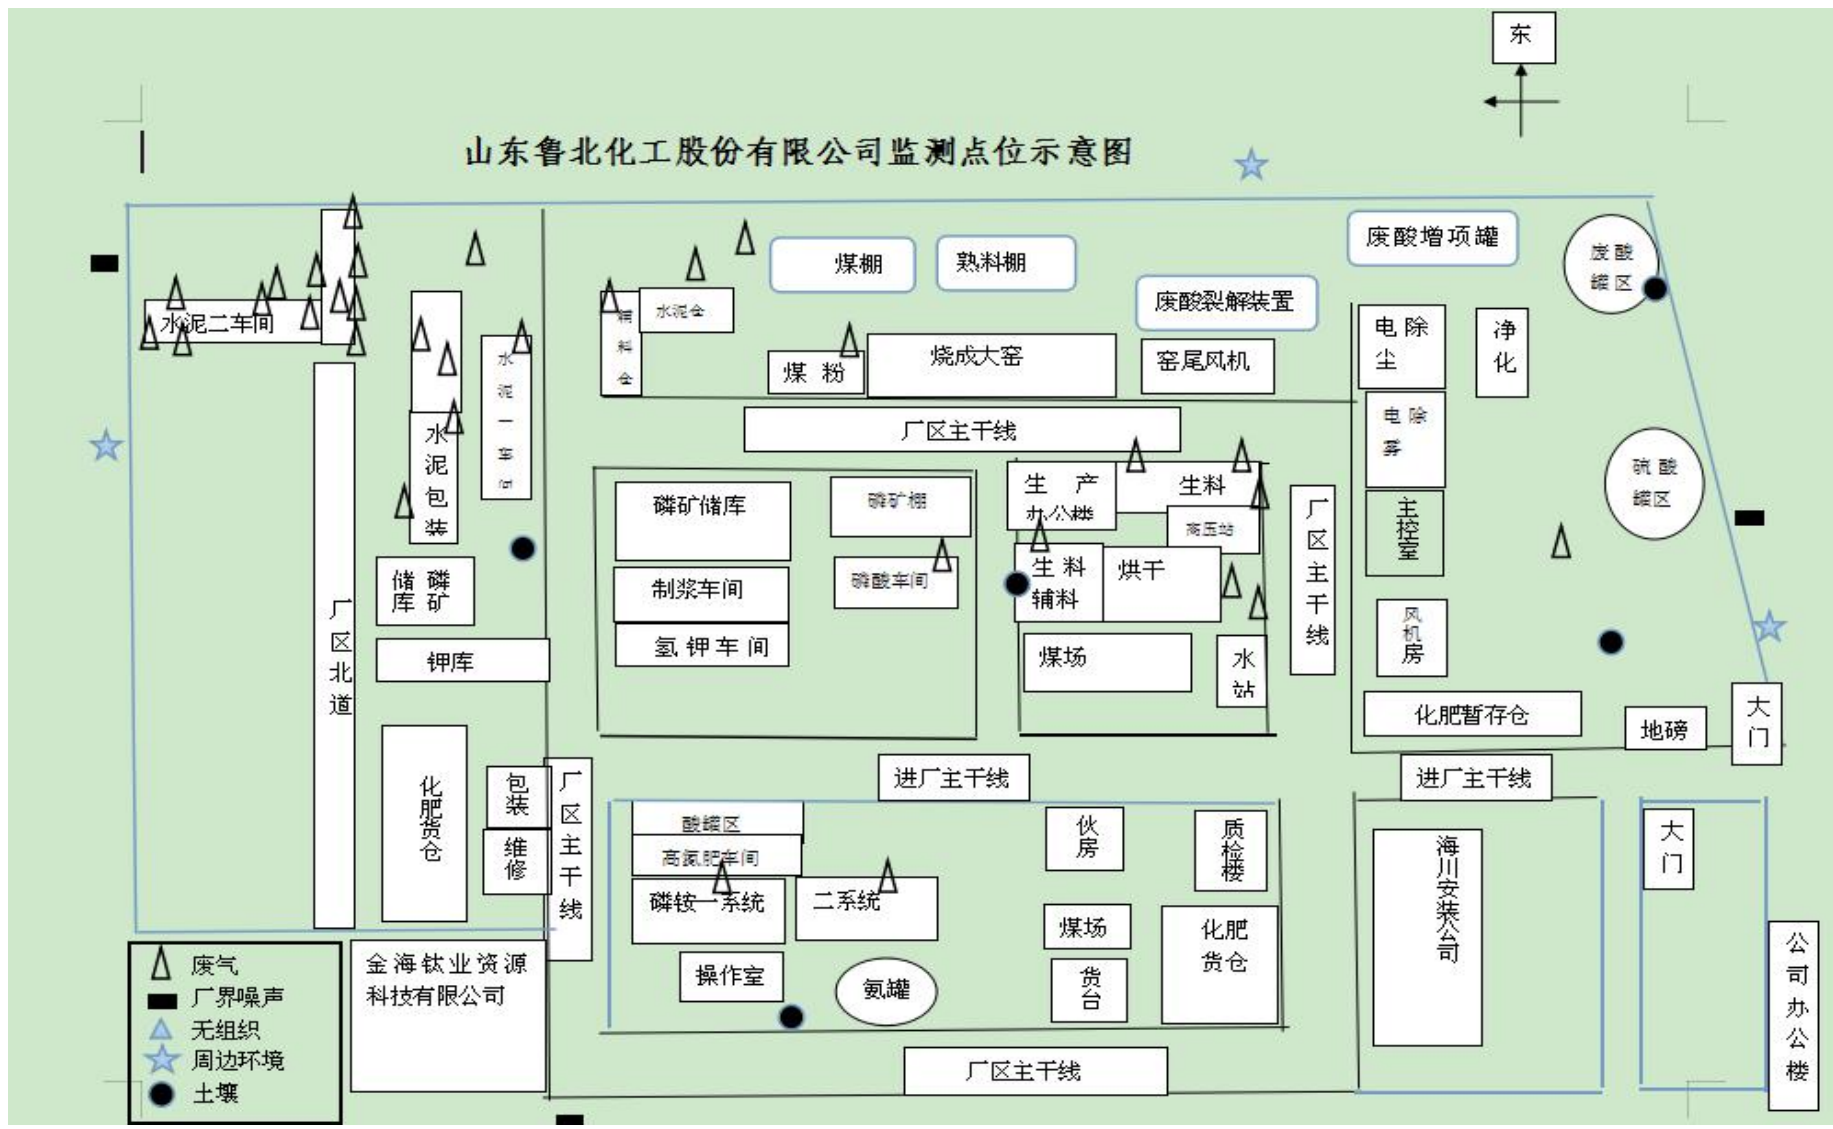 东
山东鲁北化工股份有限公司监测点位示意图
废酸增项罐
废酸
罐区
煤棚
熟料棚
废酸裂解装置
水泥二车间
辅
料
仓
水泥仓
水
泥
一
车
煤粉
烧成大窑
窑尾风机
电除
尘
净
化
电除
雾
厂区主干线
水
泥
包
装
硫酸
罐区
磷矿储库
磷矿棚
生产
办公楼
生料
高压站
厂
区
主
干
线
主
控
室
储磷
库矿
制浆车间
磷酸车间
生料
辅料
烘干
厂
区
北
道
氢钾车间
钾库
煤场
水
站
风
机
房
化肥暂存仓
地磅
大
门
进厂主干线
进厂主干线
化
肥
货
仓
包
装
维
修
厂
区
主
干
线
酸罐区
高氮肥车间
磷铵一系统
二系统
伙
房
质
检
楼
海
川
安
装
公
司
大
门
煤场
化肥
货仓
操作室
氨罐
货
台
公
司
办
公
楼
金海钛业资源
科技有限公司
厂区主干线
废气
厂界噪声
无组织
周边环境
土壤